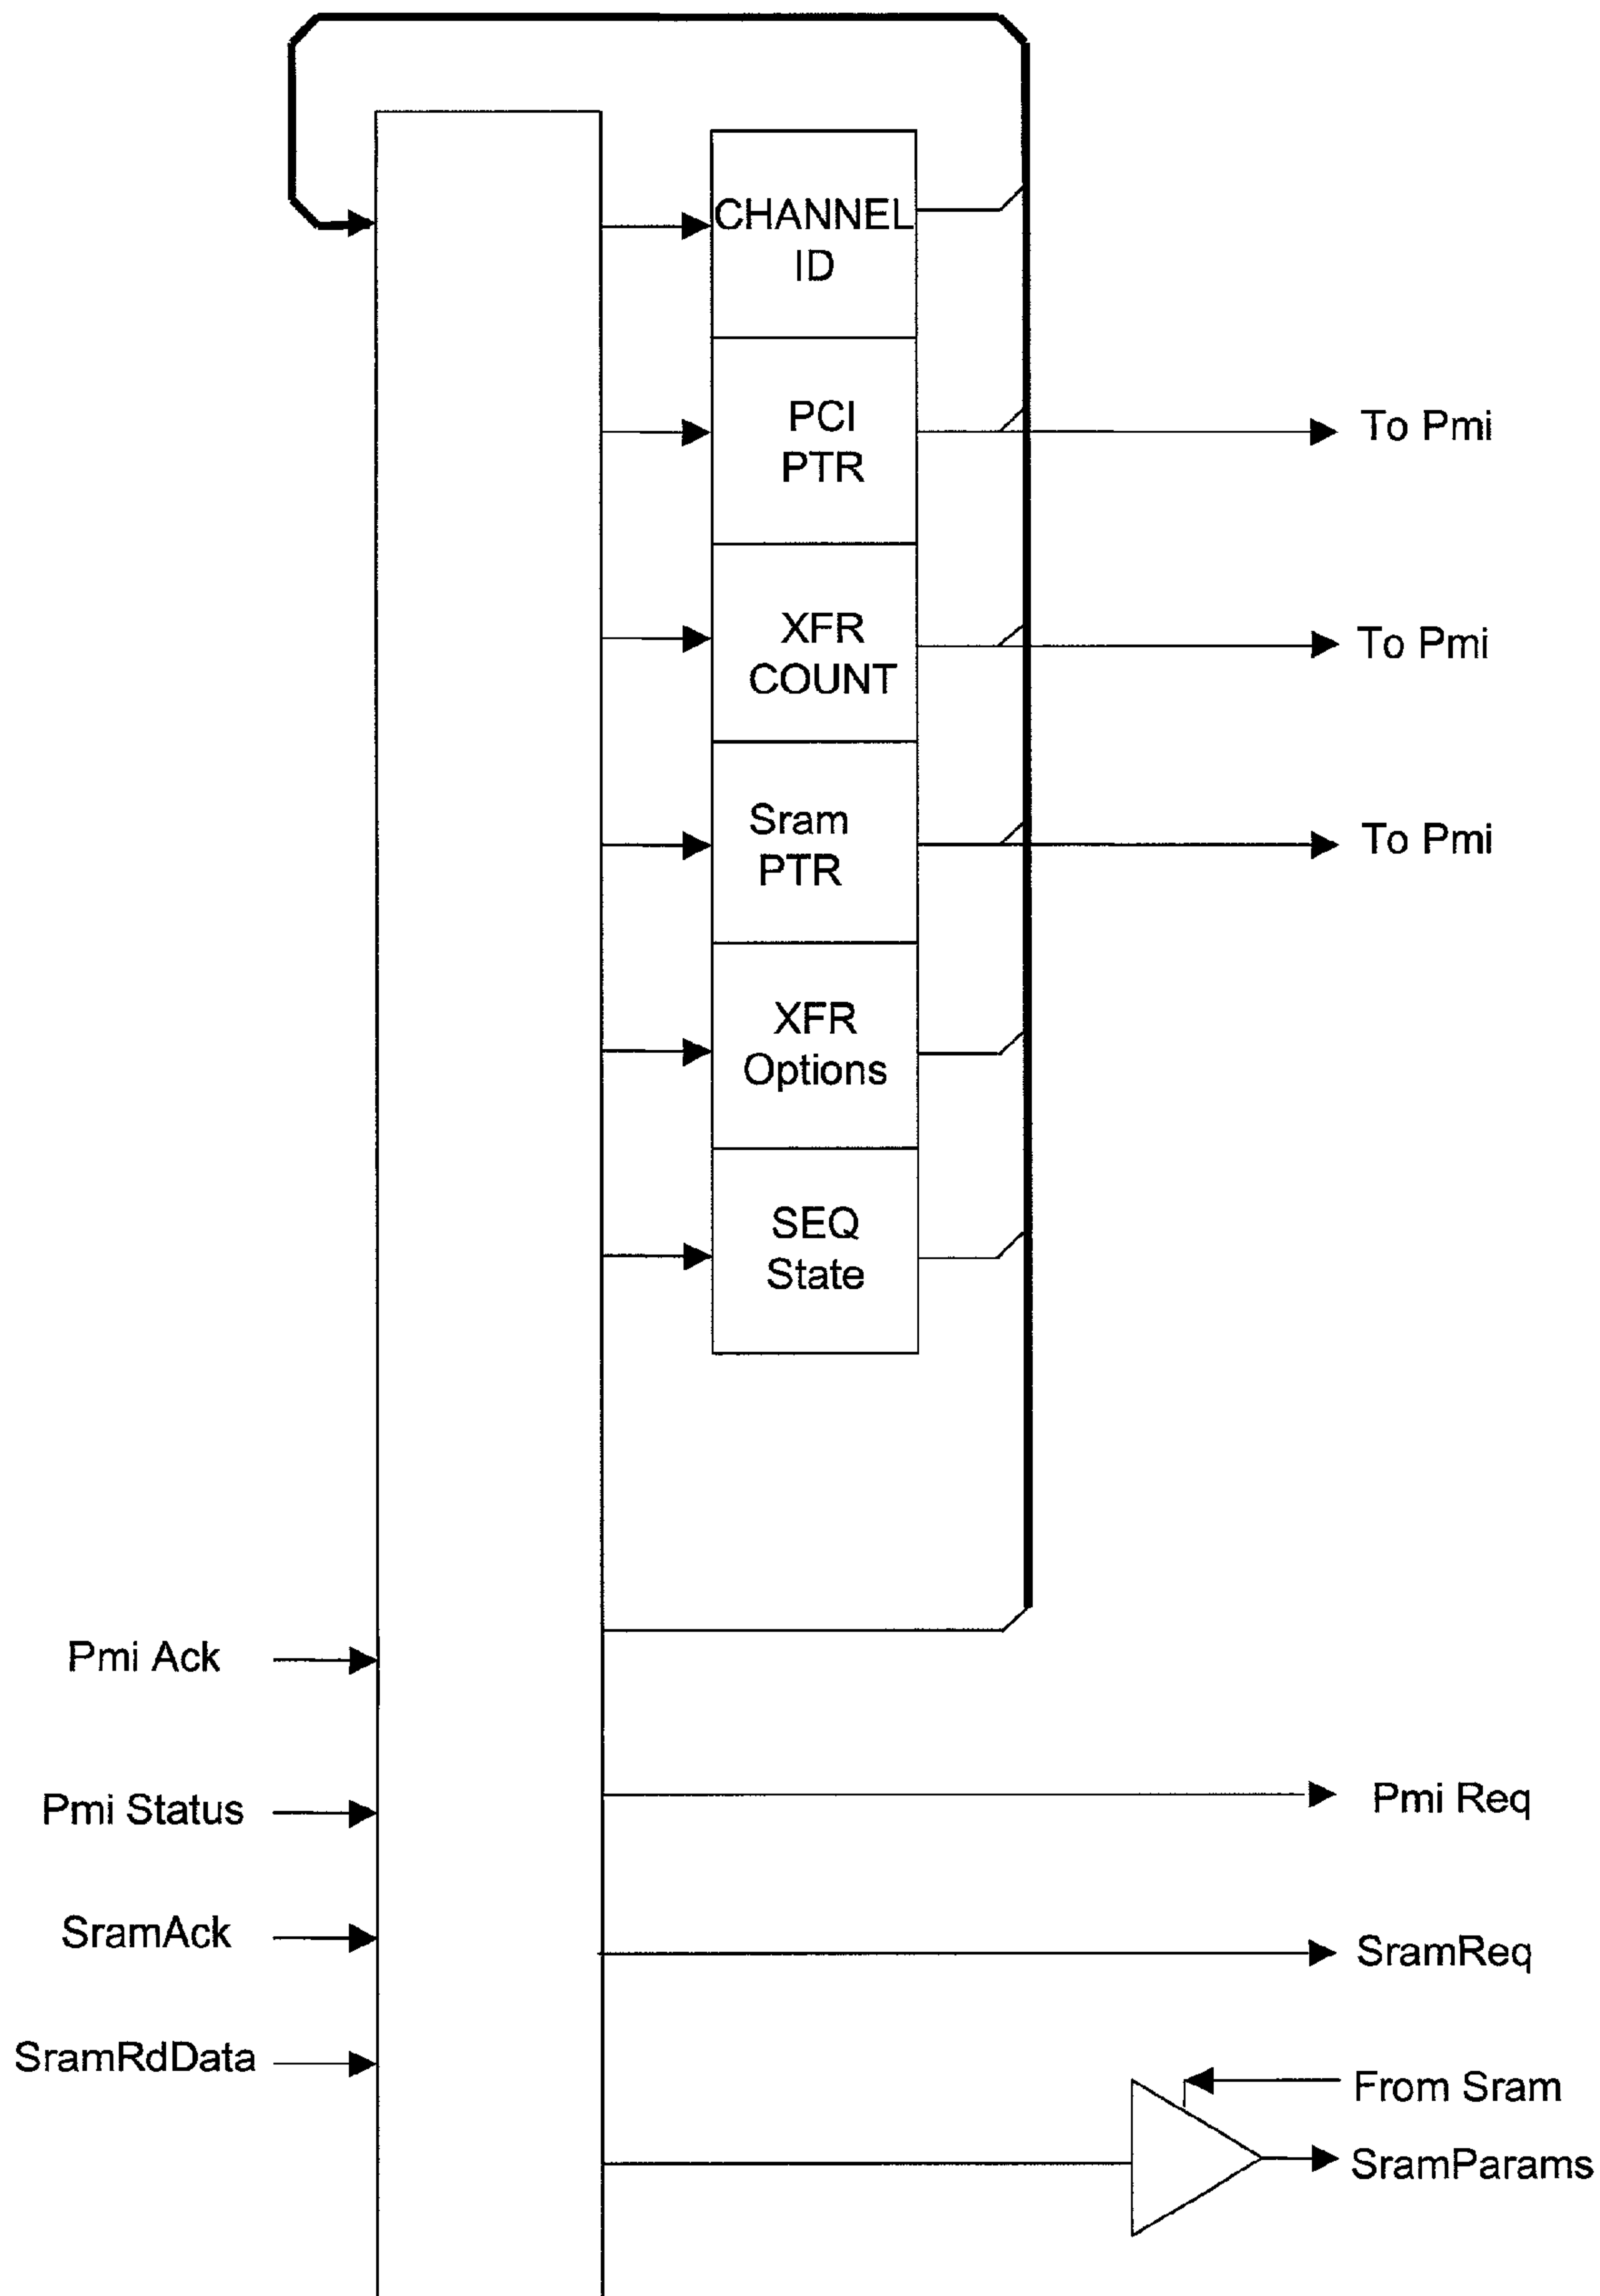 CHANNEL
ID
PCI
PTR
To Pmi
XFR
COUNT
To Pmi
Sram
PTR
To Pmi
XFR
Options
SEQ
State
Pmi Ack
Pmi Status
Pmi Req
SramAck
SramReq
SramRdData
From Sram
SramParams